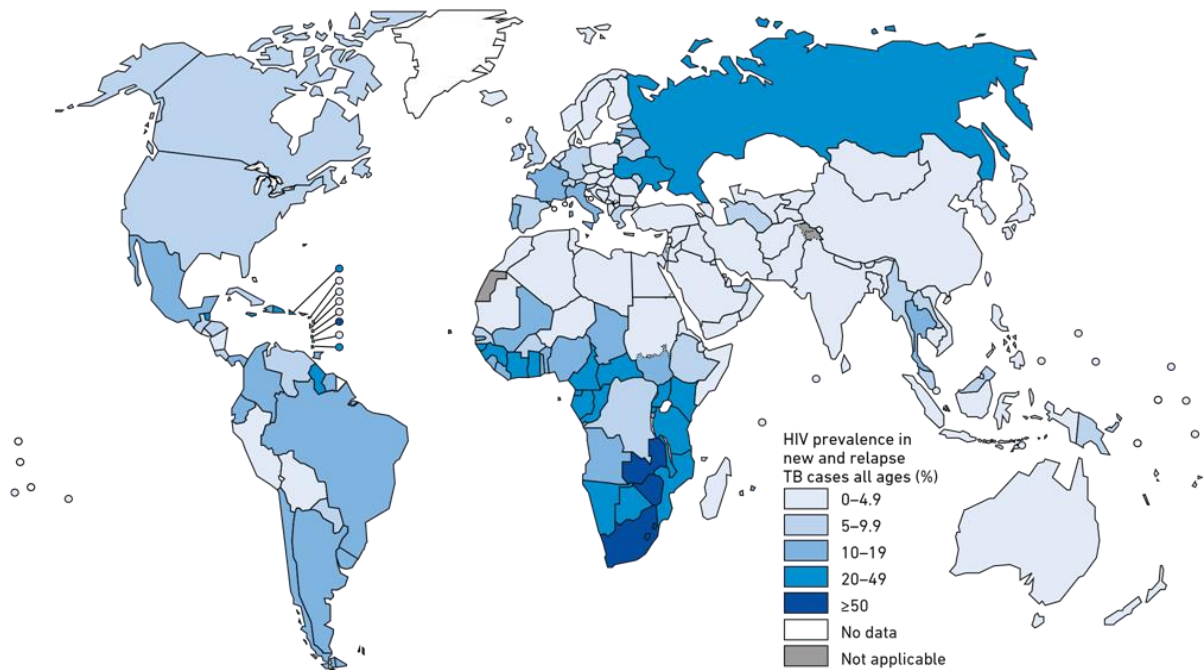 HIV prevalence in
new and relapse
TB cases all ages (%)
0–4.9
5–9.9
10–19
20–49
≥50
No data
Not applicable